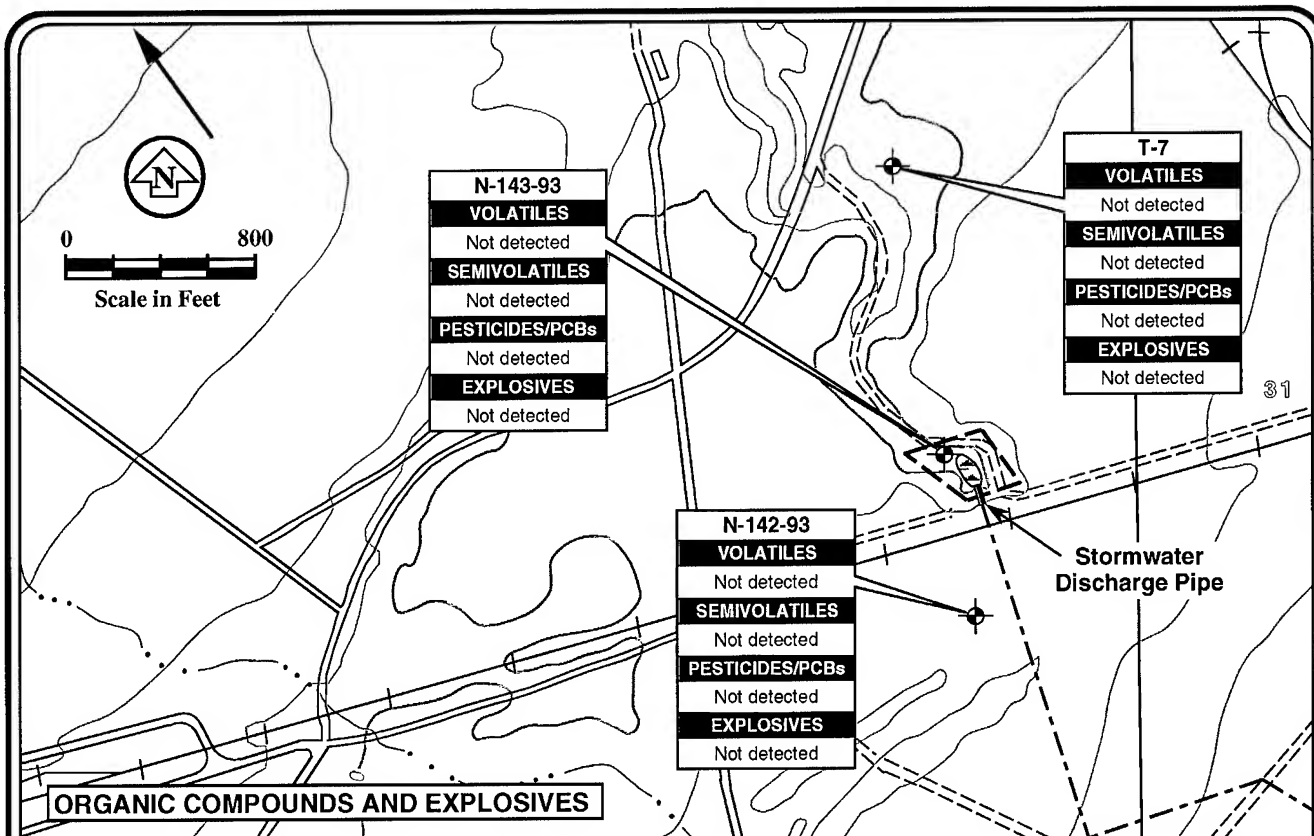 N
0 800
Scale in Feet
N-143-93
VOLATILES
Not detected
SEMIVOLATILES
Not detected
PESTICIDES/PCBs
Not detected
EXPLOSIVES
Not detected
T-7
VOLATILES
Not detected
SEMIVOLATILES
Not detected
PESTICIDES/PCBs
Not detected
EXPLOSIVES
Not detected
31
N-142-93
VOLATILES
Not detected
SEMIVOLATILES
Not detected
PESTICIDES/PCBs
Not detected
EXPLOSIVES
Not detected
Stormwater
Discharge Pipe
ORGANIC COMPOUNDS AND EXPLOSIVES